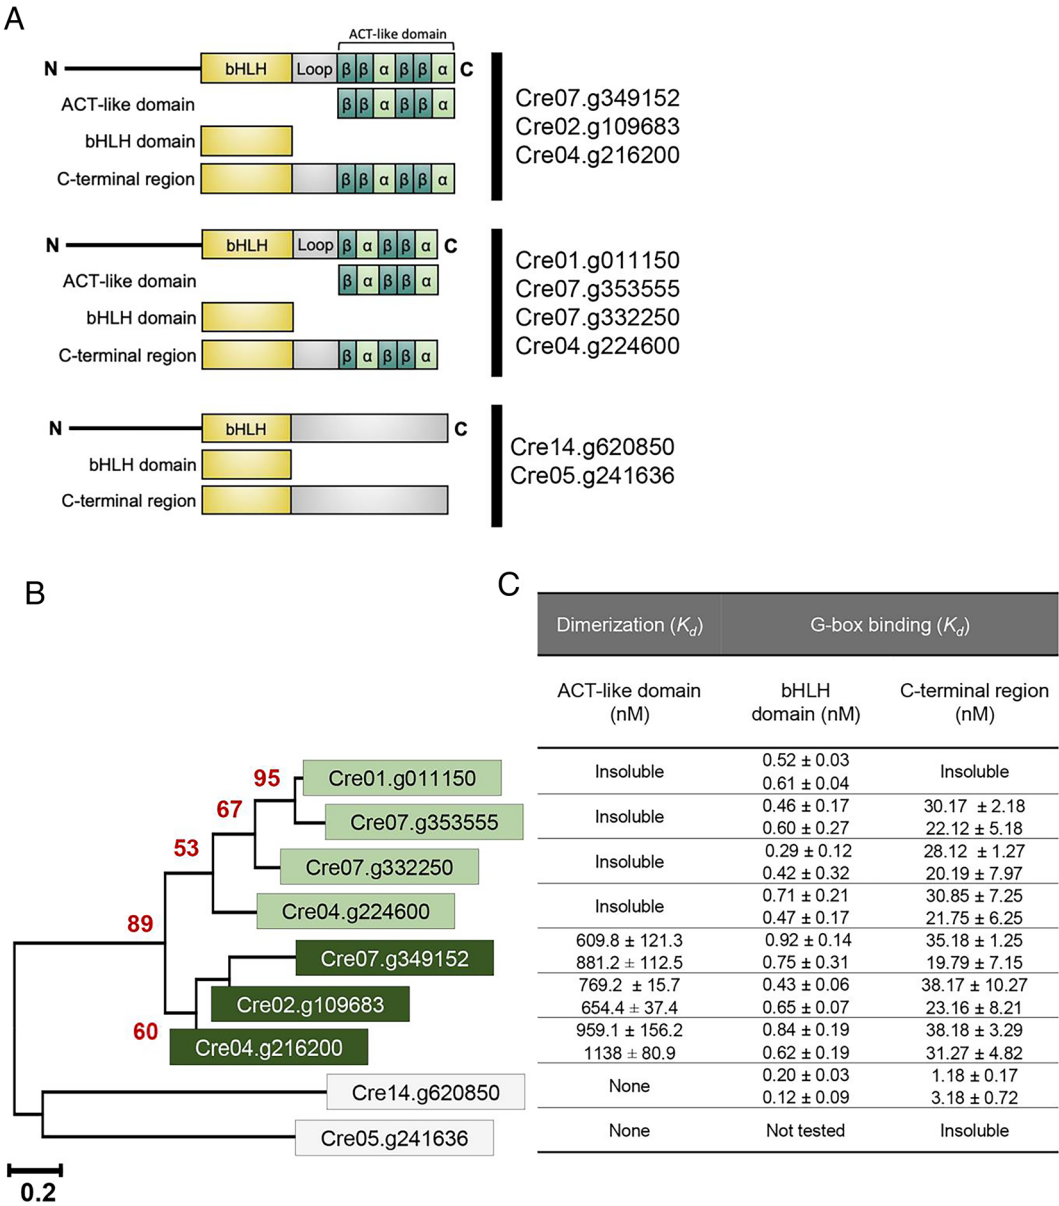 A
ACT-like domain
N bHLH Loop β β α β β α C
ACT-like domain β β α β β α
bHLH domain
C-terminal region β β α β β α
Cre07.g349152
Cre02.g109683
Cre04.g216200
N bHLH Loop β α β β α C
ACT-like domain β α β β α
bHLH domain
C-terminal region β α β β α
Cre01.g011150
Cre07.g353555
Cre07.g332250
Cre04.g224600
N bHLH C
bHLH domain
C-terminal region
Cre14.g620850
Cre05.g241636
B
95
67
53
89
60
Cre01.g011150
Cre07.g353555
Cre07.g332250
Cre04.g224600
Cre07.g349152
Cre02.g109683
Cre04.g216200
Cre14.g620850
Cre05.g241636
0.2
C
Dimerization (Kd) G-box binding (Kd)
ACT-like domain (nM)
bHLH domain (nM)
C-terminal region (nM)
Insoluble 0.52 ± 0.03 Insoluble
0.61 ± 0.04
Insoluble 0.46 ± 0.17 30.17 ± 2.18
0.60 ± 0.27 22.12 ± 5.18
Insoluble 0.29 ± 0.12 28.12 ± 1.27
0.42 ± 0.32 20.19 ± 7.97
Insoluble 0.71 ± 0.21 30.85 ± 7.25
0.47 ± 0.17 21.75 ± 6.25
609.8 ± 121.3 0.92 ± 0.14 35.18 ± 1.25
881.2 ± 112.5 0.75 ± 0.31 19.79 ± 7.15
769.2 ± 15.7 0.43 ± 0.06 38.17 ± 10.27
654.4 ± 37.4 0.65 ± 0.07 23.16 ± 8.21
959.1 ± 156.2 0.84 ± 0.19 38.18 ± 3.29
1138 ± 80.9 0.62 ± 0.19 31.27 ± 4.82
None 0.20 ± 0.03 1.18 ± 0.17
0.12 ± 0.09 3.18 ± 0.72
None Not tested Insoluble